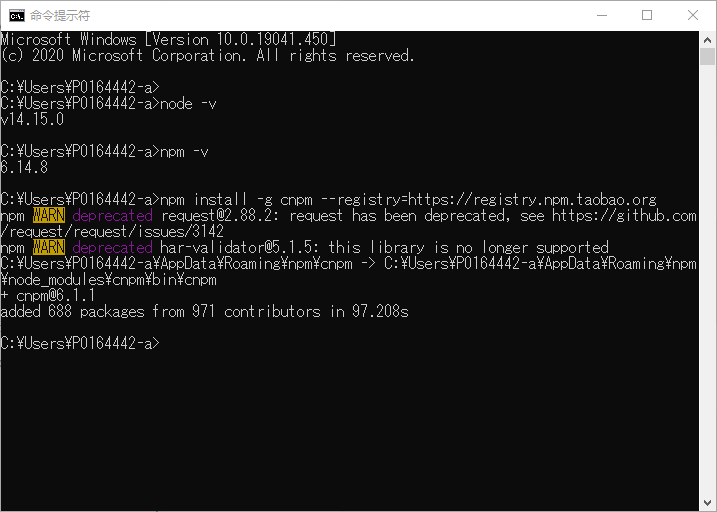 命令提示符
Microsoft Windows [Version 10.0.19041.450]
(c) 2020 Microsoft Corporation. All rights reserved.
C:¥Users¥P0164442-a>
C:¥Users¥P0164442-a>node -v
v14.15.0
C:¥Users¥P0164442-a>npm -v
6.14.8
C:¥Users¥P0164442-a>npm install -g cnpm --registry=https://registry.npm.taobao.org
npm WARN deprecated request@2.88.2: request has been deprecated, see https://github.com
/request/request/issues/3142
npm WARN deprecated har-validator@5.1.5: this library is no longer supported
C:¥Users¥P0164442-a¥AppData¥Roaming¥npm¥cnpm -> C:¥Users¥P0164442-a¥AppData¥Roaming¥npm
¥node_modules¥cnpm¥bin¥cnpm
+ cnpm@6.1.1
added 688 packages from 971 contributors in 97.208s
C:¥Users¥P0164442-a>